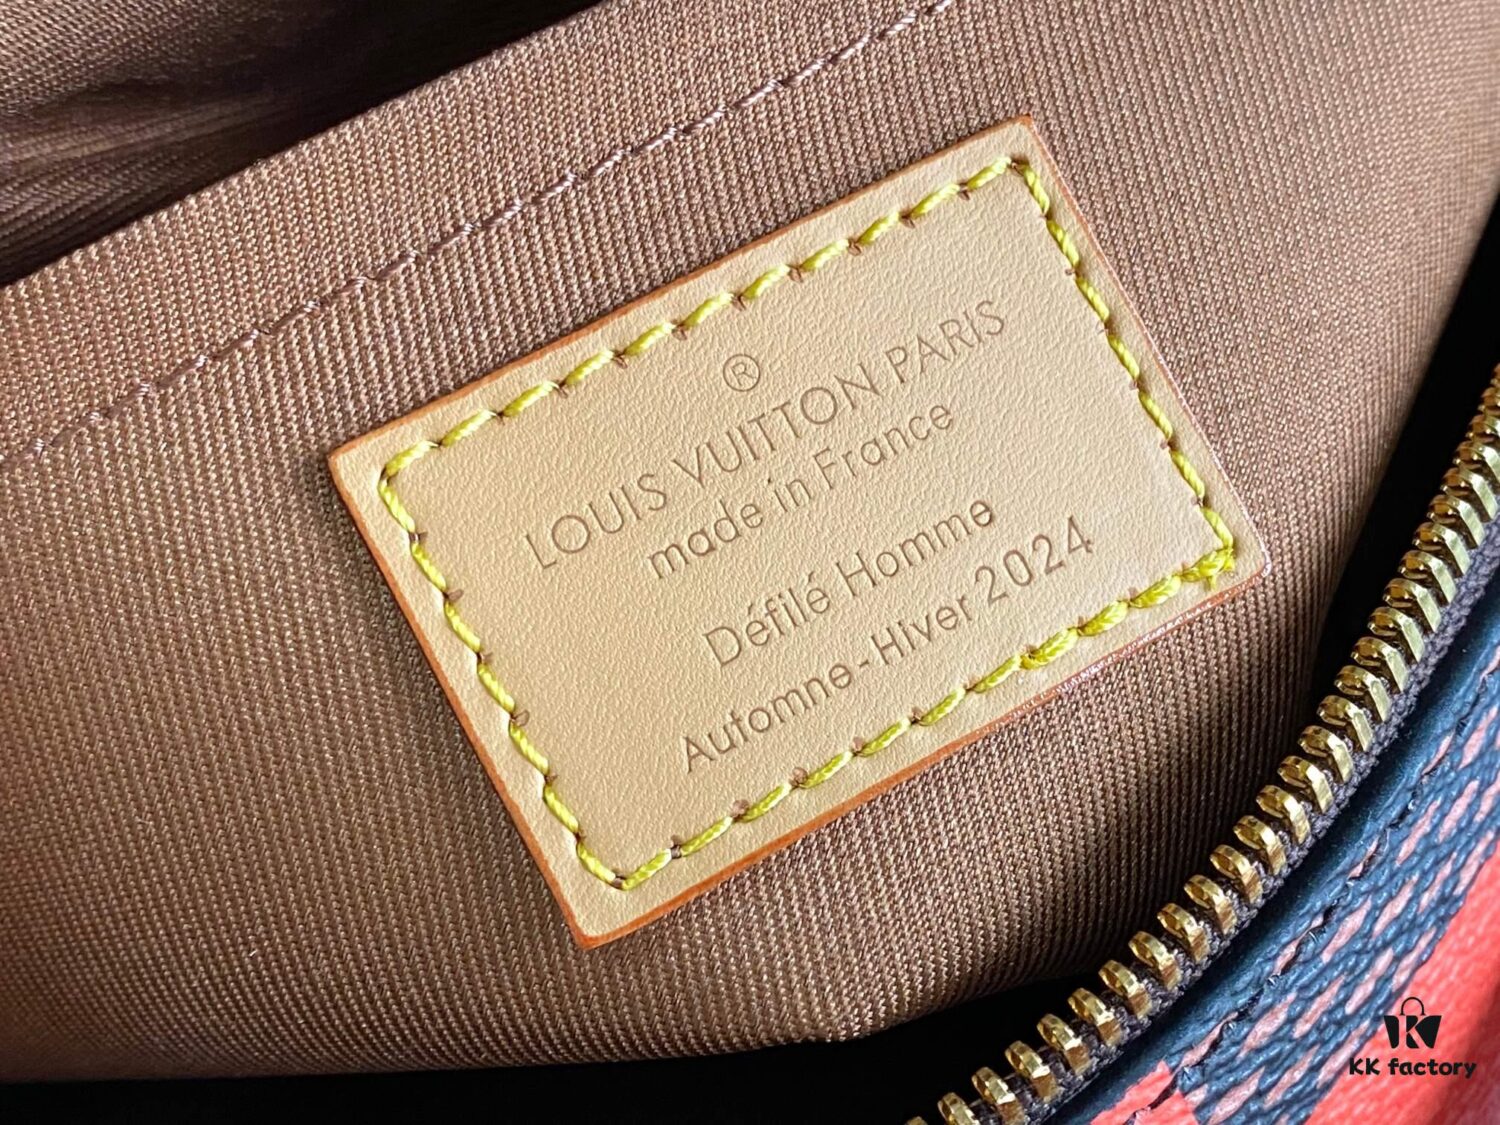 ®
LOUIS VUITTON PARIS
made in France
Défilé Homme
Automne-Hiver 2024
KK factory